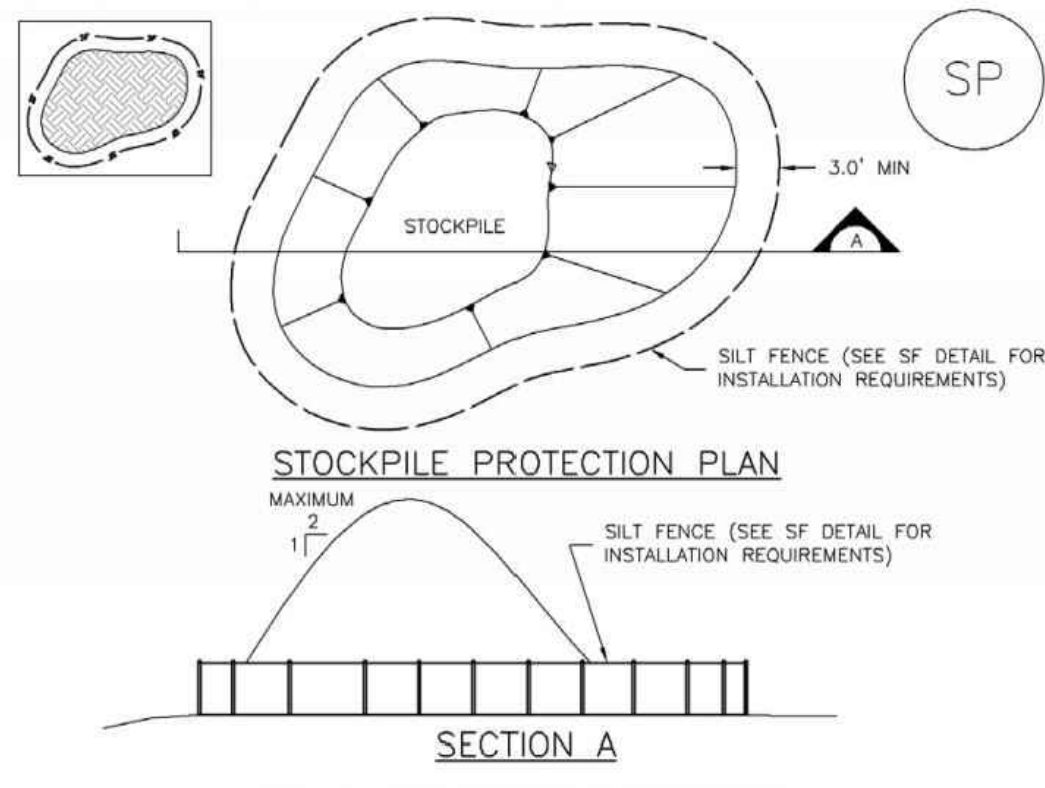 SP
3.0' MIN
STOCKPILE
A
SILT FENCE (SEE SF DETAIL FOR
INSTALLATION REQUIREMENTS)
STOCKPILE PROTECTION PLAN
MAXIMUM
2
1
SILT FENCE (SEE SF DETAIL FOR
INSTALLATION REQUIREMENTS)
SECTION A